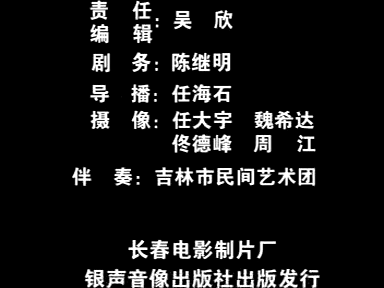 责 任
编 辑：吴 欣
剧 务：陈继明
导 播：任海石
摄 像：任大宇 魏希达
佟德峰 周 江
伴 奏：吉林市民间艺术团
长春电影制片厂
银声音像出版社出版发行